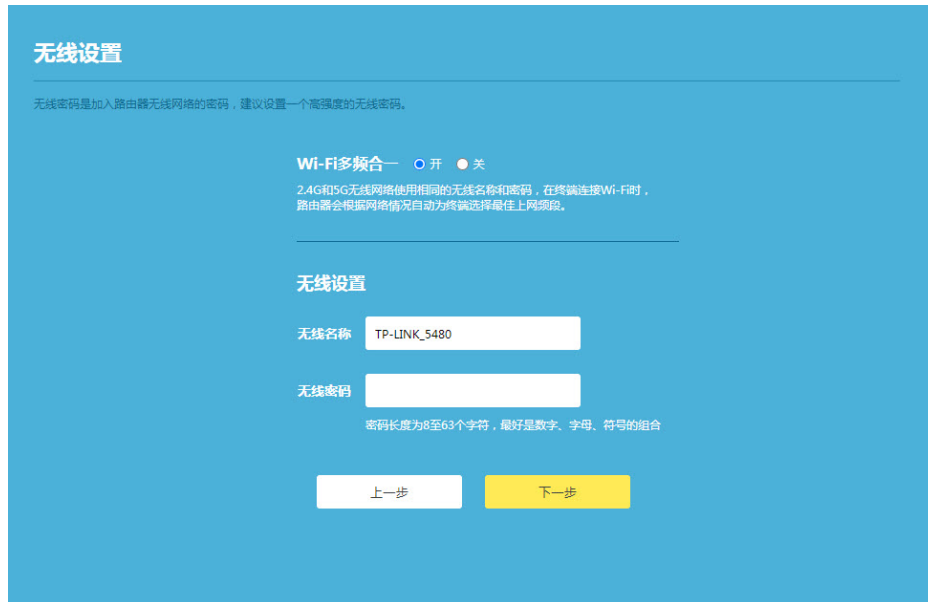 无线设置
无线密码是加入路由器无线网络的密码，建议设置一个高强度的无线密码。
Wi-Fi多频合一 开 关
2.4G和5G无线网络使用相同的无线名称和密码，在终端连接Wi-Fi时，
路由器会根据网络情况自动为终端选择最佳上网频段。
无线设置
无线名称 TP-LINK_5480
无线密码
密码长度为8至63个字符，最好是数字、字母、符号的组合
上一步 下一步